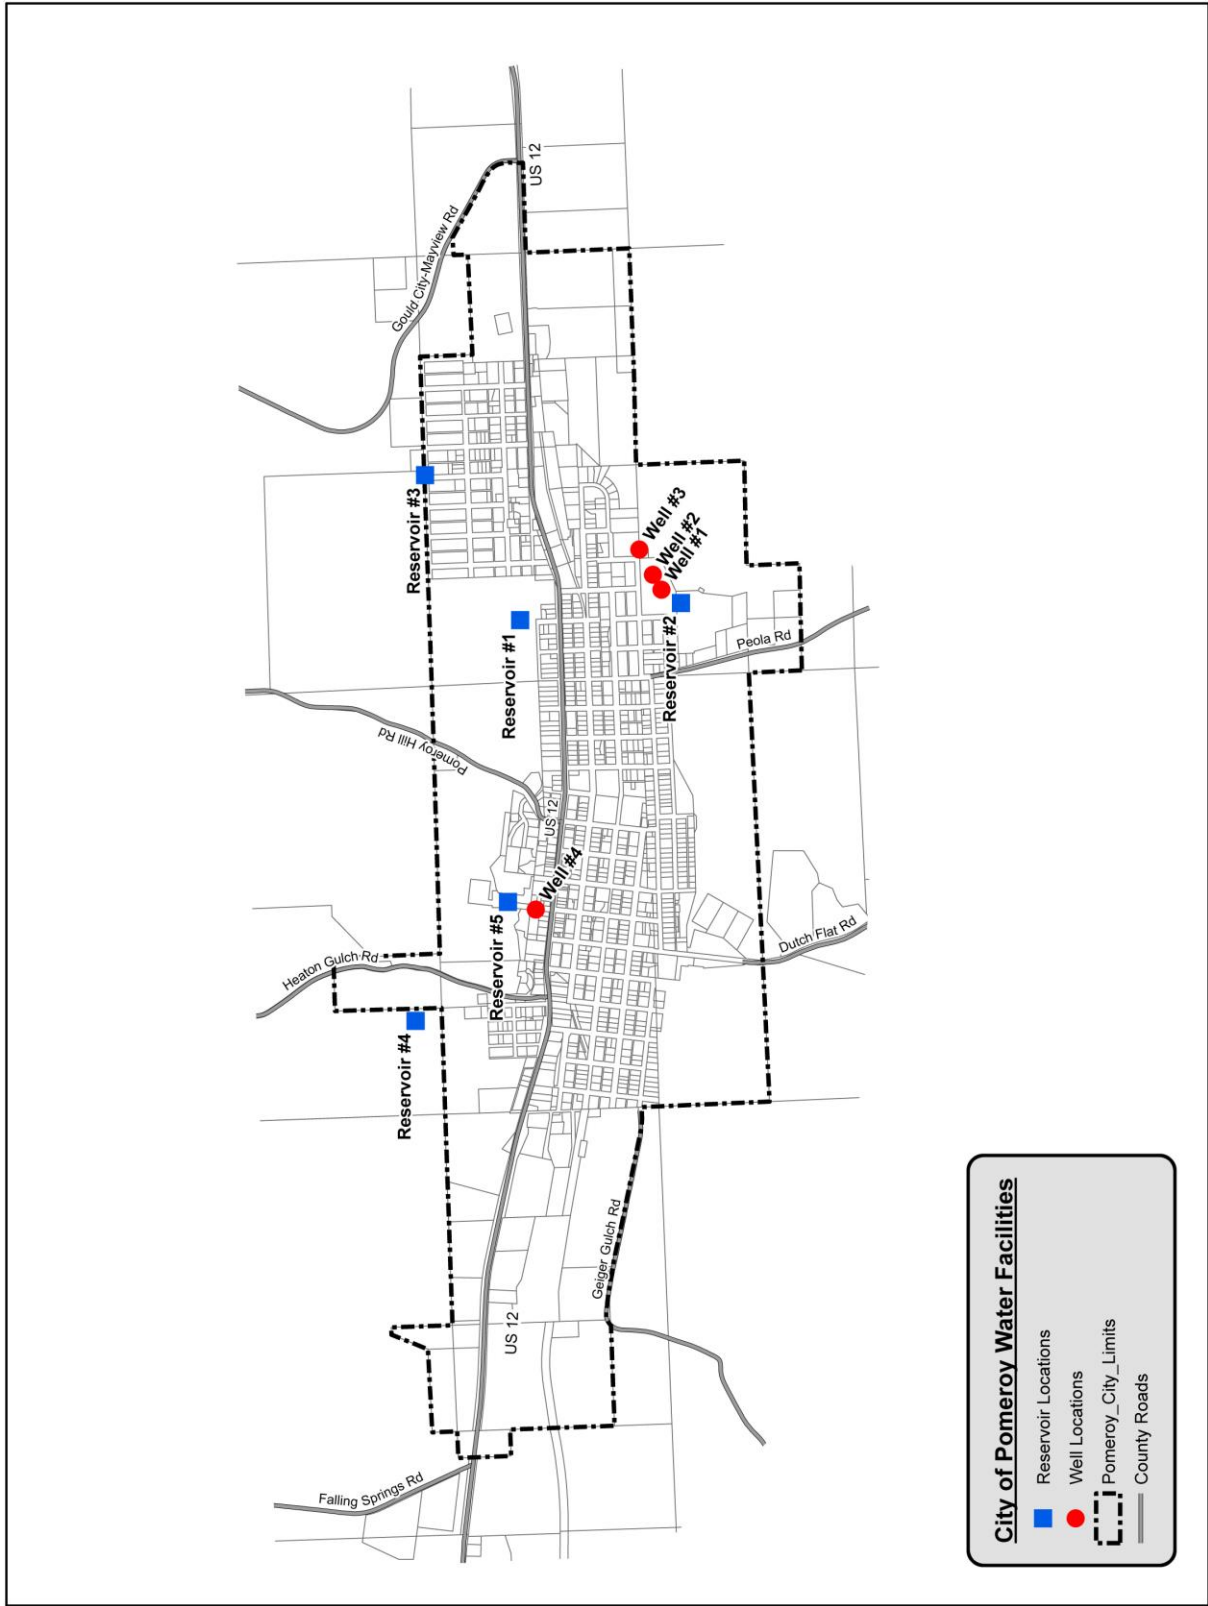 Falling Springs Rd
US 12
Geiger Gulch Rd
Reservoir #4
Heaton Gulch Rd
Reservoir #5
Well #4
US 12
Pomeroy Hill Rd
Dutch Flat Rd
Reservoir #1
Reservoir #2
Peola Rd
Well #1
Well #2
Well #3
Reservoir #3
Gould City-Mayview Rd
US 12
City of Pomeroy Water Facilities
Reservoir Locations
Well Locations
Pomeroy_City_Limits
County Roads